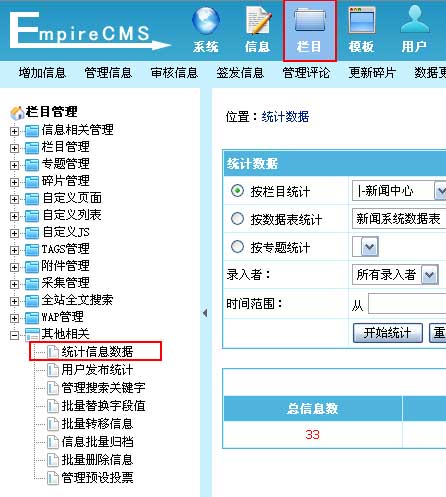 EmpireCMS
系统 信息 栏目 模板 用户
增加信息 管理信息 审核信息 签发信息 管理评论 更新碎片 数据更
栏目管理
信息相关管理
栏目管理
专题管理
碎片管理
自定义页面
自定义列表
自定义JS
TAGS管理
附件管理
采集管理
全站全文搜索
WAP管理
其他相关
统计信息数据
用户发布统计
管理搜索关键字
批量替换字段值
批量转移信息
信息批量归档
批量删除信息
管理预设投票
位置：统计数据
统计数据
按栏目统计 |-新闻中心
按数据表统计 新闻系统数据表
按专题统计
录入者： 所有录入者
时间范围： 从
开始统计 重
总信息数
33